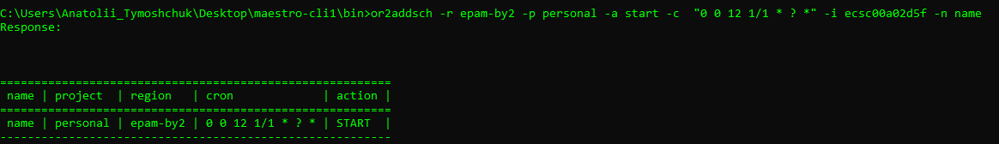 C:\Users\Anatolii_Tymoshchuk\Desktop\maestro-cli1\bin>or2addsch -r epam-by2 -p personal -a start -c  "0 0 12 1/1 * ? *" -i ecsc00a02d5f -n name
Response:
=========================================================
name | project  | region   | cron             | action |
=========================================================
name | personal | epam-by2 | 0 0 12 1/1 * ? * | START  |
---------------------------------------------------------